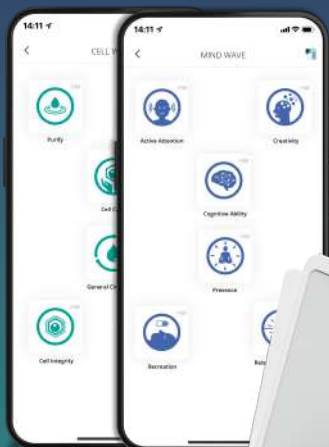 14:11
CELL W
Purify
Cell C
General C
Cell Integrity
14:11
MIND WAVE
Active Attention
Creativity
Cognitive Ability
Presence
Recreation